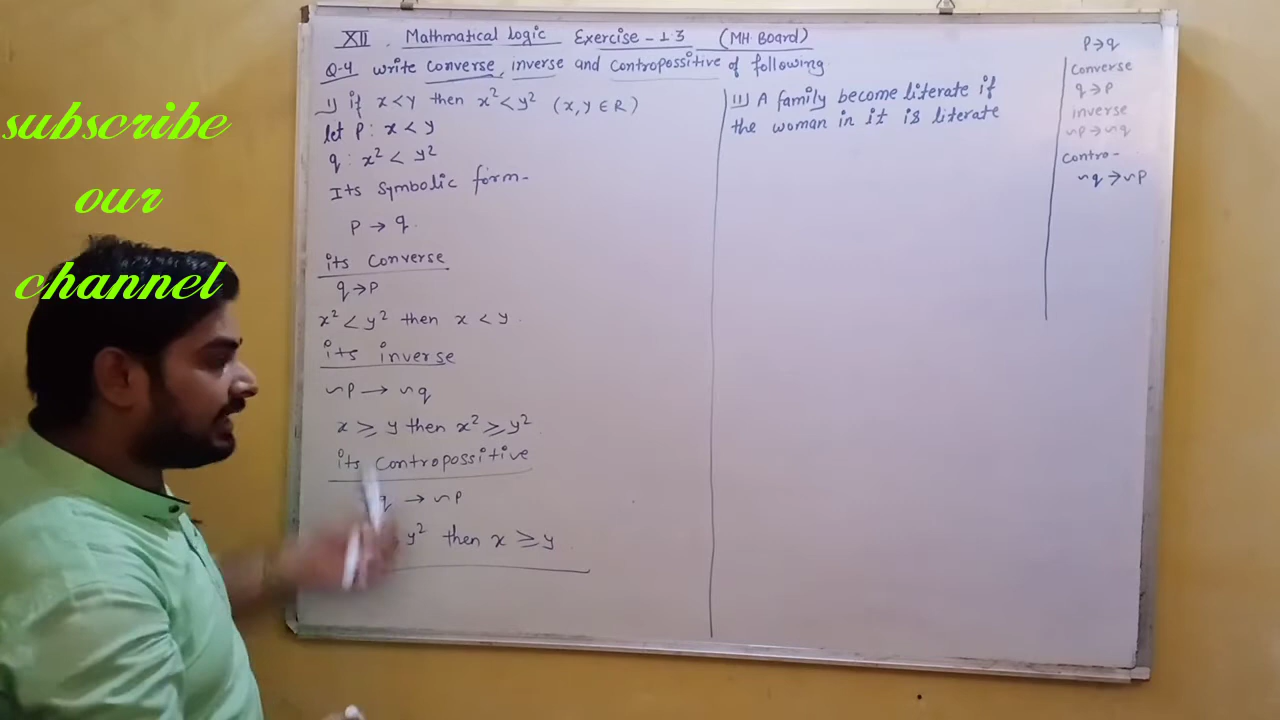 XII Mathmatical Logic Exercise - 1.3 (MH Board)
Q-4 write converse, inverse and contropossitive of following
i) if x < y then x² < y² (x, y ∈ R)
let P : x < y
q : x² < y²
Its symbolic form-
P → q.
its converse
q → P
x² < y² then x < y.
its inverse
~P → ~q
x ≥ y then x² ≥ y².
its contropossitive
q → ~P
y² then x ≥ y
ii) A family become literate if
the woman in it is literate
P → q
Converse
q → P
inverse
~P → ~q
Contro-
~q → ~P
subscribe
our
channel